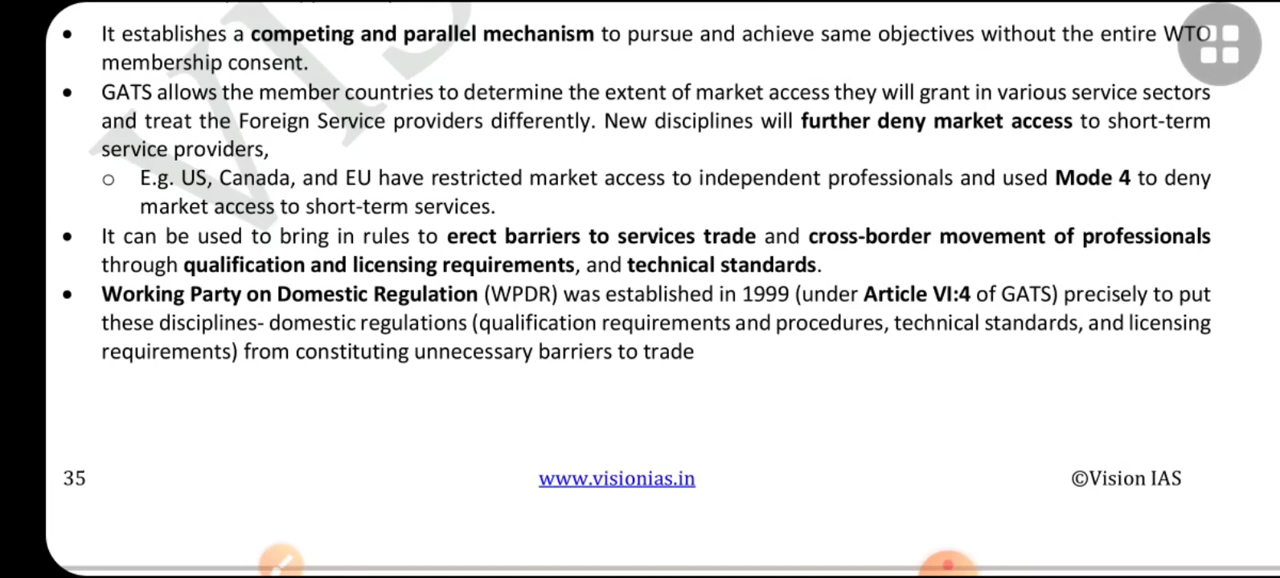 • It establishes a competing and parallel mechanism to pursue and achieve same objectives without the entire WTO
membership consent.
• GATS allows the member countries to determine the extent of market access they will grant in various service sectors
and treat the Foreign Service providers differently. New disciplines will further deny market access to short-term
service providers,
o E.g. US, Canada, and EU have restricted market access to independent professionals and used Mode 4 to deny
market access to short-term services.
• It can be used to bring in rules to erect barriers to services trade and cross-border movement of professionals
through qualification and licensing requirements, and technical standards.
• Working Party on Domestic Regulation (WPDR) was established in 1999 (under Article VI:4 of GATS) precisely to put
these disciplines- domestic regulations (qualification requirements and procedures, technical standards, and licensing
requirements) from constituting unnecessary barriers to trade
35 www.visionias.in ©Vision IAS